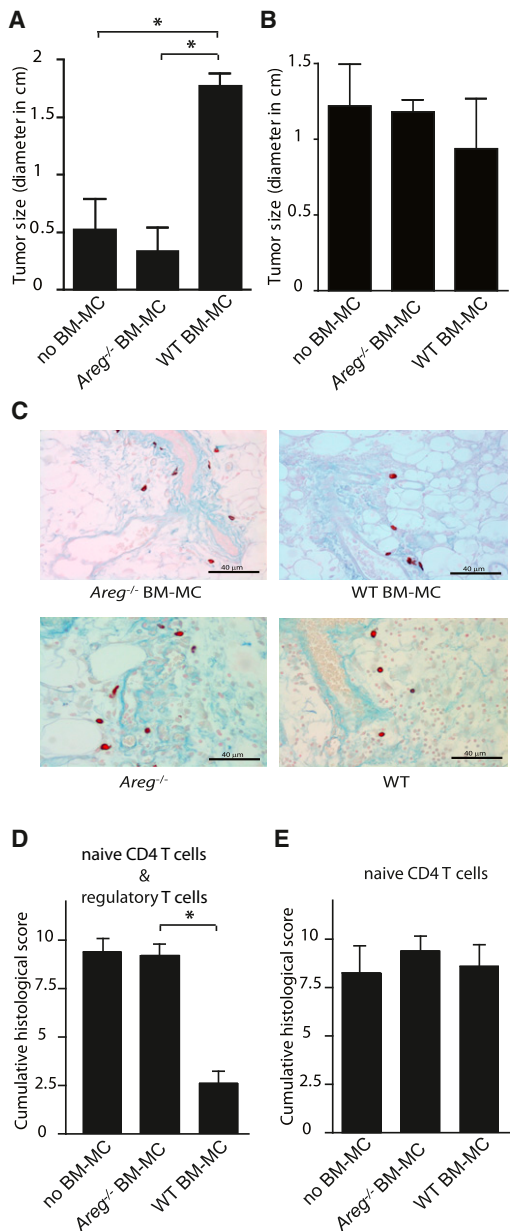 A
*
*
Tumor size (diameter in cm)
2
1.5
1
0.5
0
no BM-MC
Areg-/- BM-MC
WT BM-MC
B
Tumor size (diameter in cm)
1.5
1
0.5
0
no BM-MC
Areg-/- BM-MC
WT BM-MC
C
40 µm
Areg-/- BM-MC
40 µm
WT BM-MC
40 µm
Areg-/-
40 µm
WT
D
naive CD4 T cells
&
regulatory T cells
*
Cumulative histological score
10
7.5
5
2.5
0
no BM-MC
Areg-/- BM-MC
WT BM-MC
E
naive CD4 T cells
Cumulative histological score
10
7.5
5
2.5
0
no BM-MC
Areg-/- BM-MC
WT BM-MC